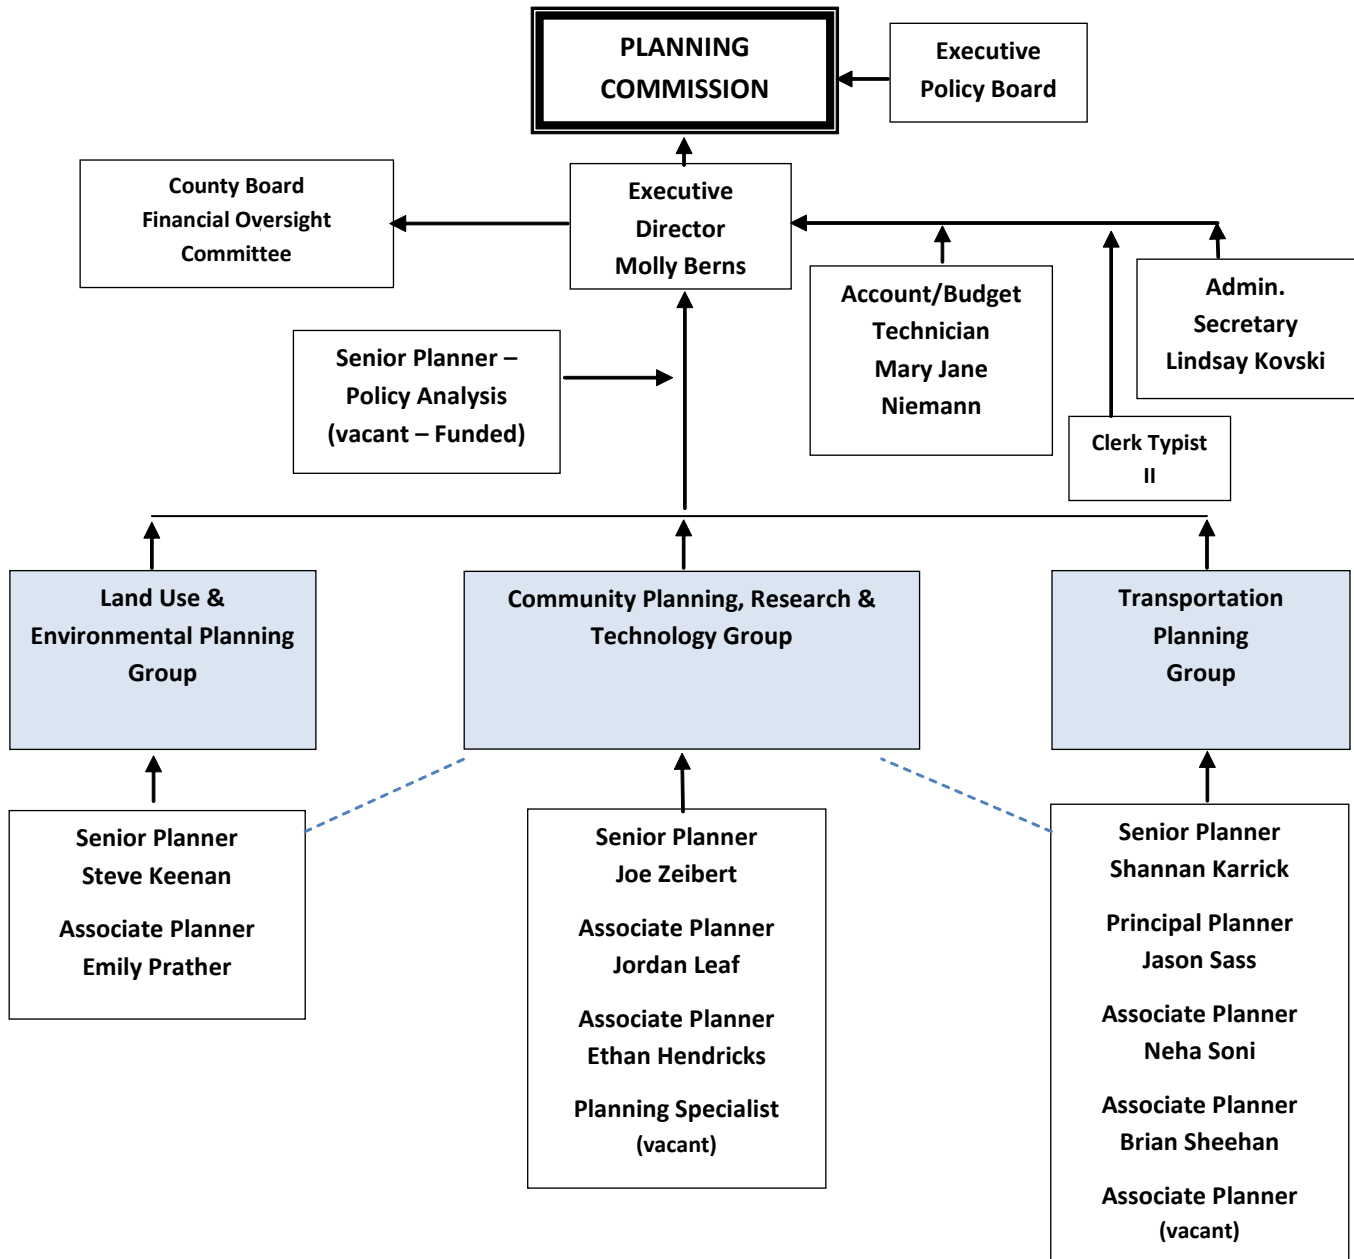 PLANNING
COMMISSION
Executive
Policy Board
County Board
Financial Oversight
Committee
Executive
Director
Molly Berns
Account/Budget
Technician
Mary Jane
Niemann
Admin.
Secretary
Lindsay Kovski
Senior Planner –
Policy Analysis
(vacant – Funded)
Clerk Typist
II
Land Use &
Environmental Planning
Group
Community Planning, Research &
Technology Group
Transportation
Planning
Group
Senior Planner
Steve Keenan
Associate Planner
Emily Prather
Senior Planner
Joe Zeibert
Associate Planner
Jordan Leaf
Associate Planner
Ethan Hendricks
Planning Specialist
(vacant)
Senior Planner
Shannan Karrick
Principal Planner
Jason Sass
Associate Planner
Neha Soni
Associate Planner
Brian Sheehan
Associate Planner
(vacant)